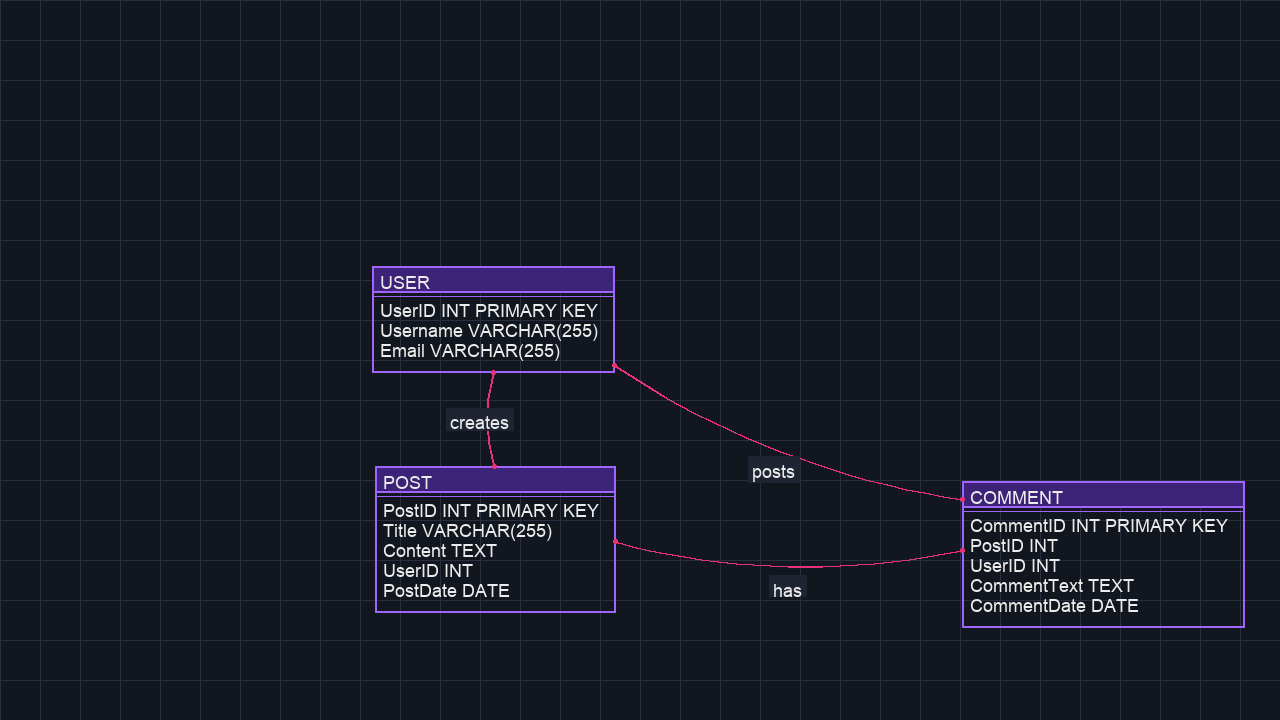 USER
UserID INT PRIMARY KEY
Username VARCHAR(255)
Email VARCHAR(255)
creates
posts
POST
PostID INT PRIMARY KEY
Title VARCHAR(255)
Content TEXT
UserID INT
PostDate DATE
has
COMMENT
CommentID INT PRIMARY KEY
PostID INT
UserID INT
CommentText TEXT
CommentDate DATE